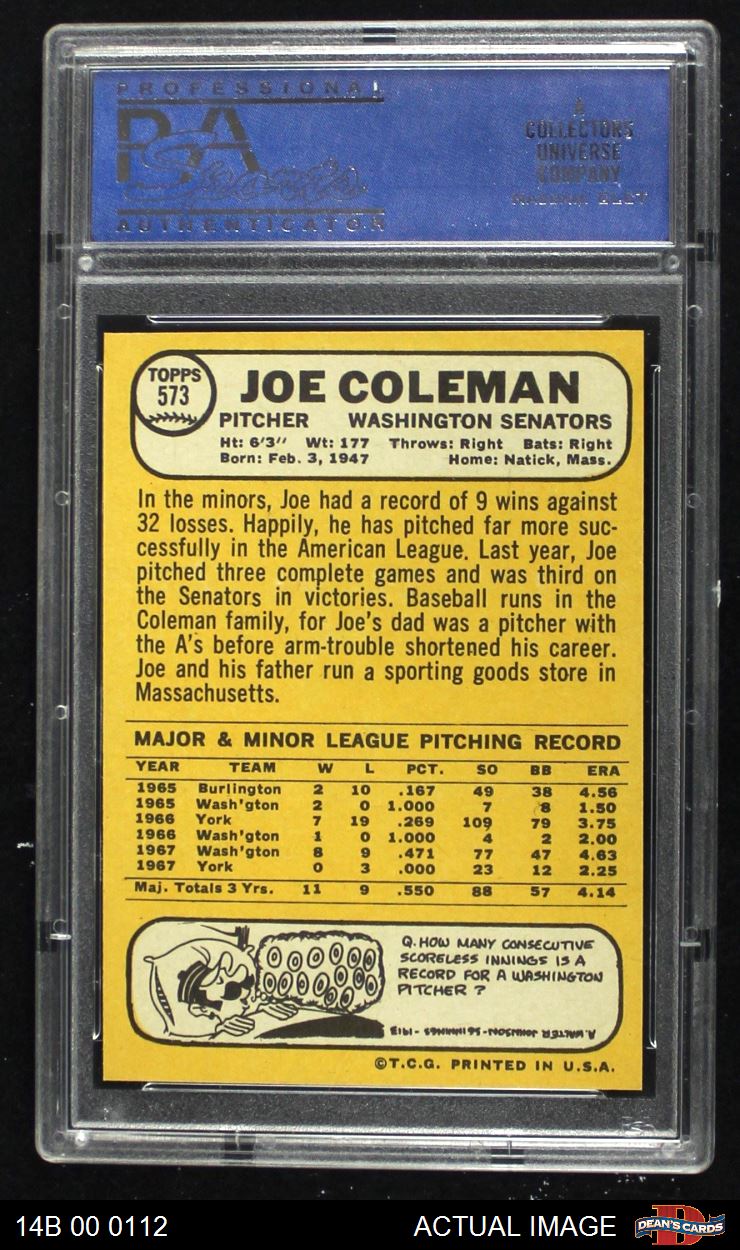 PROFESSIONAL
PSA
Sports
AUTHENTICATOR
A
COLLECTORS
UNIVERSE
COMPANY
TOPPS
573
JOE COLEMAN
PITCHER WASHINGTON SENATORS
Ht: 6'3" Wt: 177 Throws: Right Bats: Right
Born: Feb. 3, 1947 Home: Natick, Mass.
In the minors, Joe had a record of 9 wins against
32 losses. Happily, he has pitched far more suc-
cessfully in the American League. Last year, Joe
pitched three complete games and was third on
the Senators in victories. Baseball runs in the
Coleman family, for Joe's dad was a pitcher with
the A's before arm-trouble shortened his career.
Joe and his father run a sporting goods store in
Massachusetts.
MAJOR & MINOR LEAGUE PITCHING RECORD
YEAR TEAM W L PCT. SO BB ERA
1965 Burlington 2 10 .167 49 38 4.56
1965 Wash'gton 2 0 1.000 7 8 1.50
1966 York 7 19 .269 109 79 3.75
1966 Wash'gton 1 0 1.000 4 2 2.00
1967 Wash'gton 8 9 .471 77 47 4.63
1967 York 0 3 .000 23 12 2.25
Maj. Totals 3 Yrs. 11 9 .550 88 57 4.14
Q. HOW MANY CONSECUTIVE
SCORELESS INNINGS IS A
RECORD FOR A WASHINGTON
PITCHER ?
A. WALTER JOHNSON - 56 INNINGS - 1913
©T.C.G. PRINTED IN U.S.A.
14B 00 0112 ACTUAL IMAGE
D
DEAN'S CARDS